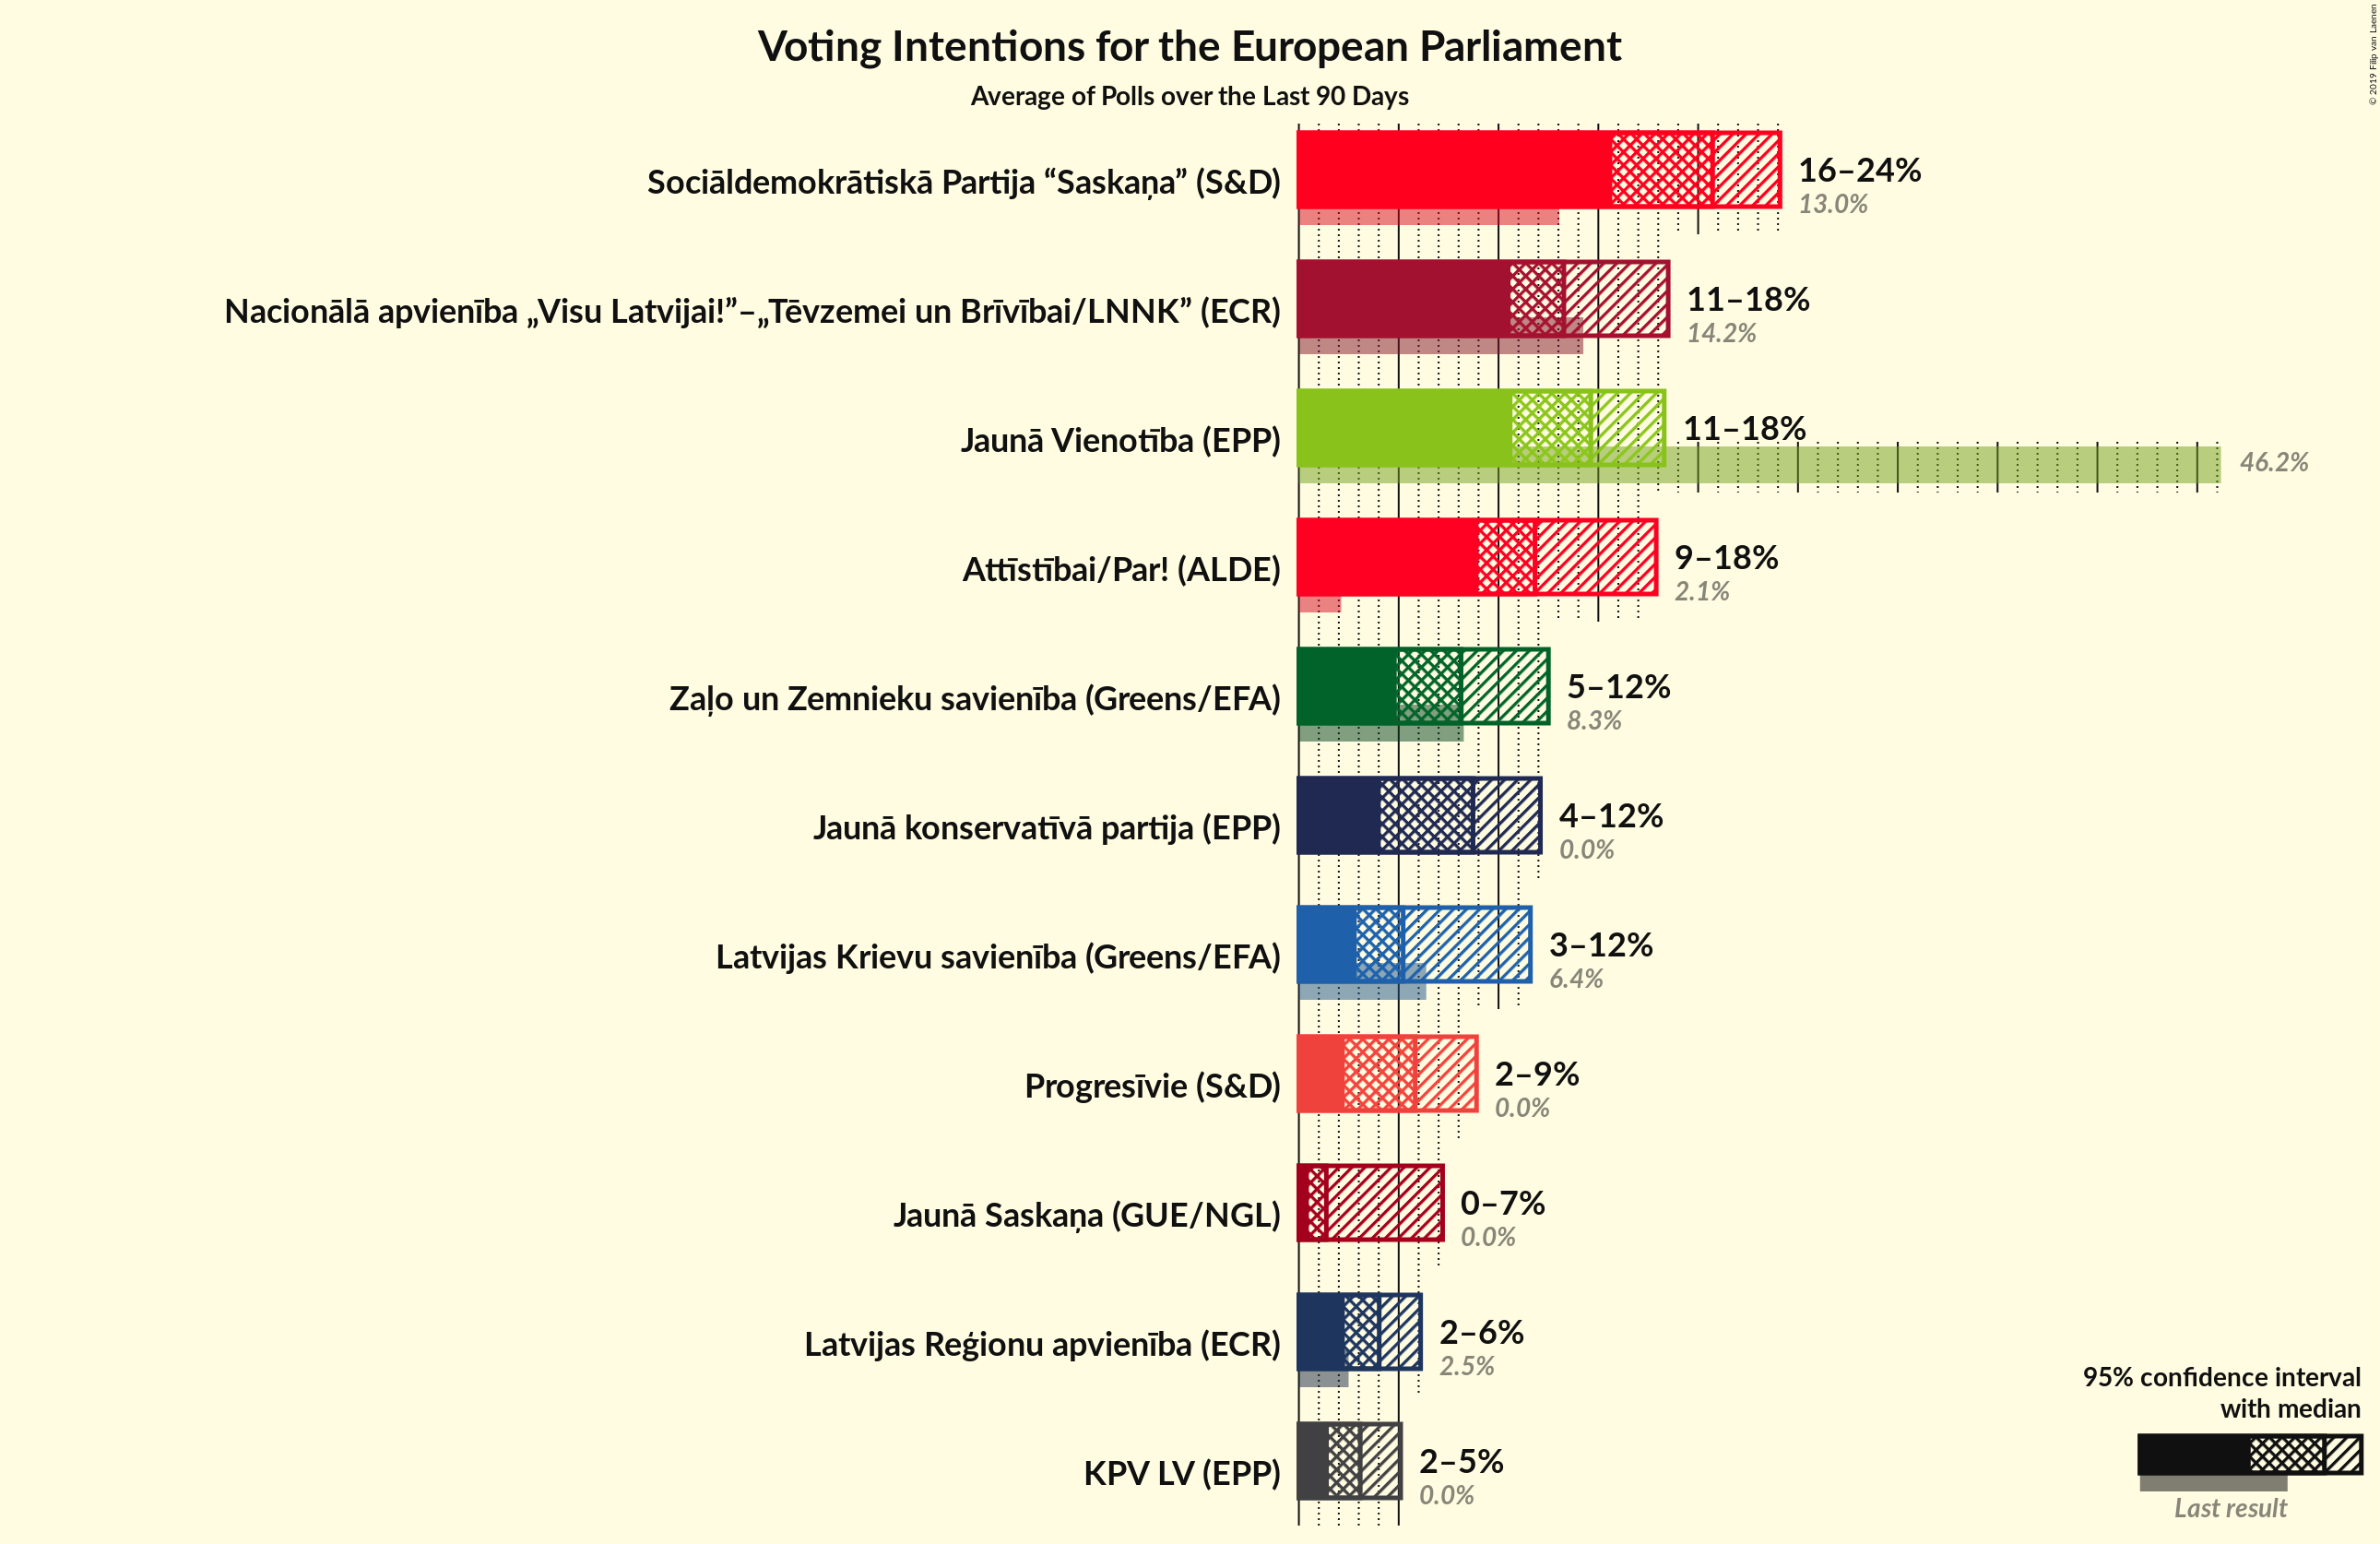 Voting Intentions for the European Parliament
Average of Polls over the Last 90 Days
© 2019 Filip van Laenen
Sociāldemokrātiskā Partija “Saskaņa” (S&D)
16–24%
13.0%
Nacionālā apvienība „Visu Latvijai!”–„Tēvzemei un Brīvībai/LNNK” (ECR)
11–18%
14.2%
Jaunā Vienotība (EPP)
11–18%
46.2%
Attīstībai/Par! (ALDE)
9–18%
2.1%
Zaļo un Zemnieku savienība (Greens/EFA)
5–12%
8.3%
Jaunā konservatīvā partija (EPP)
4–12%
0.0%
Latvijas Krievu savienība (Greens/EFA)
3–12%
6.4%
Progresīvie (S&D)
2–9%
0.0%
Jaunā Saskaņa (GUE/NGL)
0–7%
0.0%
Latvijas Reģionu apvienība (ECR)
2–6%
2.5%
KPV LV (EPP)
2–5%
0.0%
95% confidence interval
with median
Last result